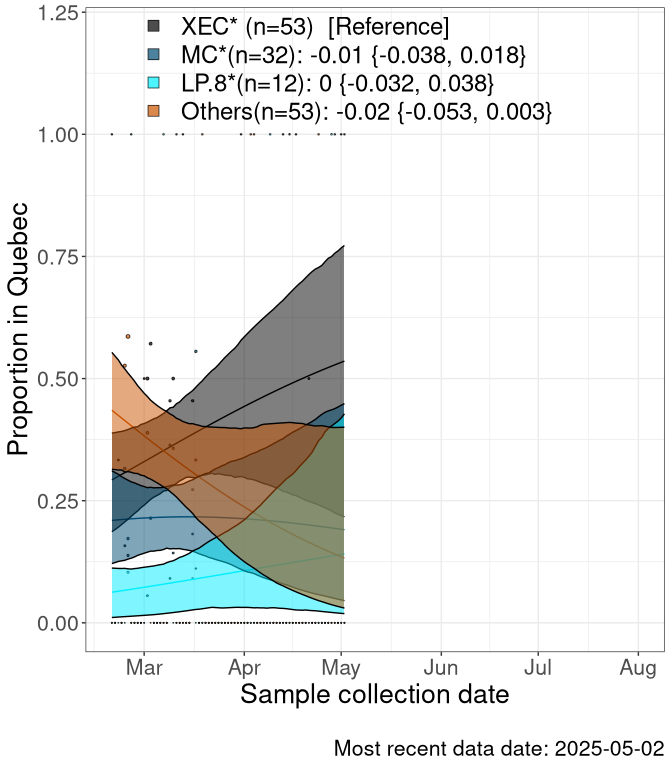 XEC* (n=53)  [Reference]
MC*(n=32): -0.01 {-0.038, 0.018}
LP.8*(n=12): 0 {-0.032, 0.038}
Others(n=53): -0.02 {-0.053, 0.003}
1.25
1.00
0.75
0.50
0.25
0.00
Proportion in Quebec
Mar Apr May Jun Jul Aug
Sample collection date
Most recent data date: 2025-05-02